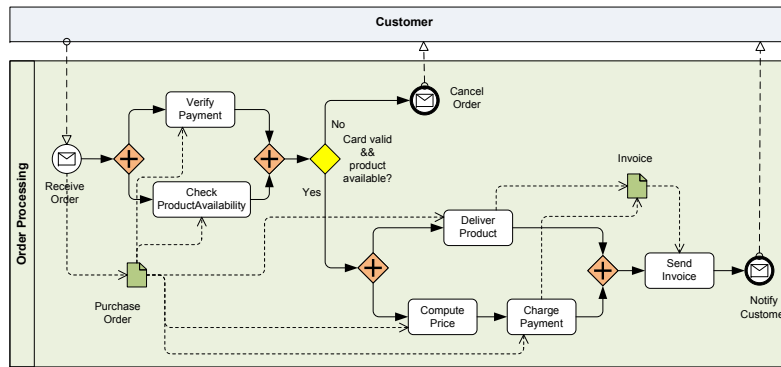 Customer
Order Processing
Receive
Order
Verify
Payment
Check
ProductAvailability
No
Card valid
&&
product
available?
Yes
Cancel
Order
Purchase
Order
Deliver
Product
Compute
Price
Charge
Payment
Invoice
Send
Invoice
Notify
Custome